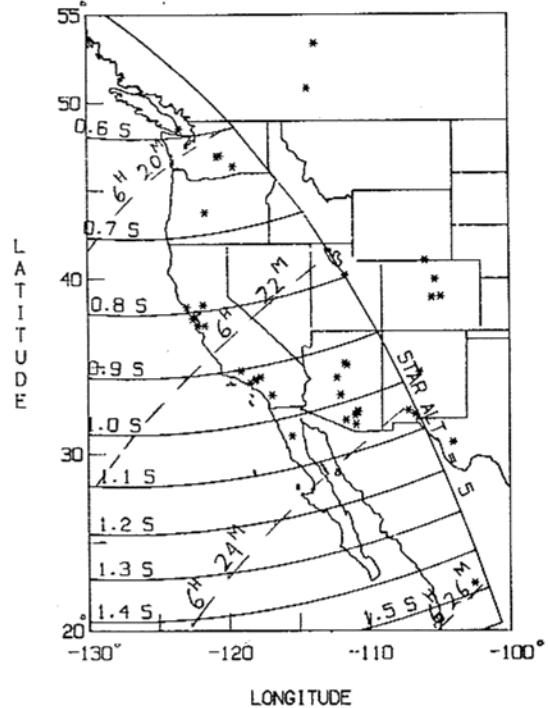 55°
50
0.6 S
6H 20M
0.7 S
40
6H 22M
0.8 S
0.9 S
STAR ALT 5
1.0 S
30
1.1 S
1.2 S
6H 24M
1.3 S
1.4 S
1.5 S
H 26M
20°
-130°
-120
-110
-100°
LATITUDE
LONGITUDE